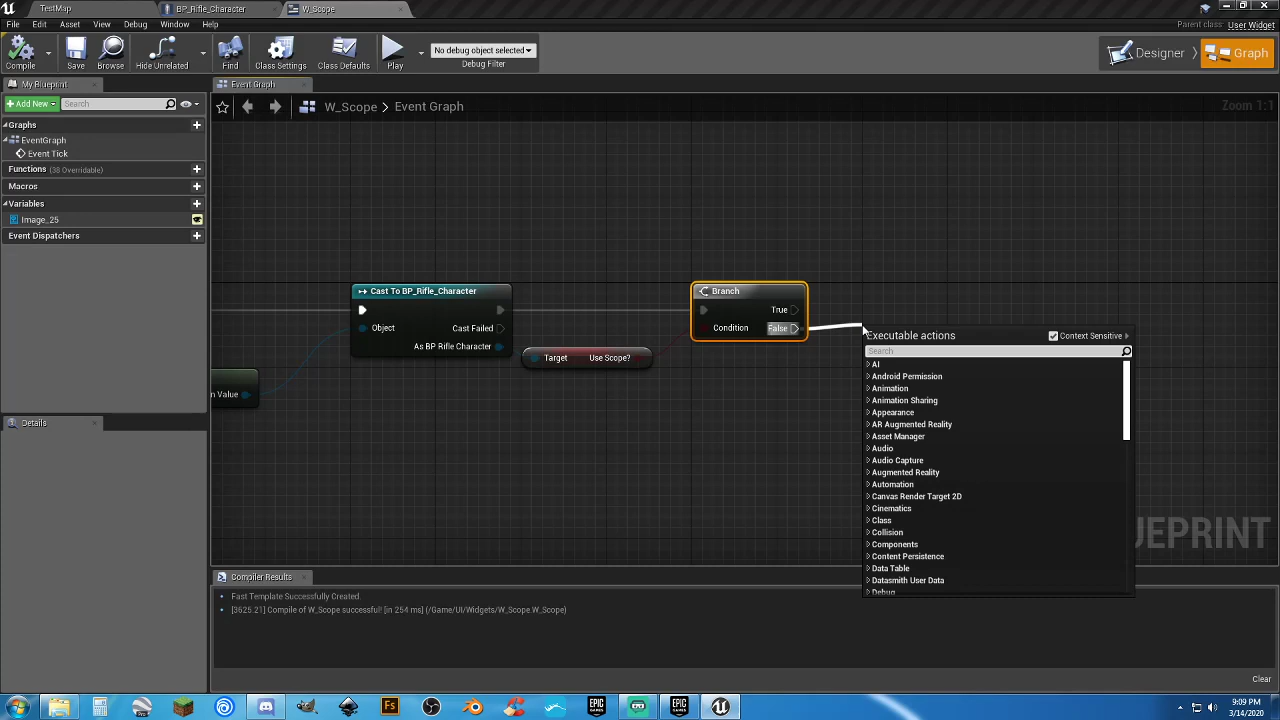 TestMap
BP_Rifle_Character
W_Scope
File Edit Asset View Debug Window Help
Parent class: User Widget
Compile Save Browse Hide Unrelated Find Class Settings Class Defaults Play
No debug object selected
Debug Filter
Designer
Graph
My Blueprint
Event Graph
Add New
Search
W_Scope > Event Graph
Zoom 1:1
Graphs
EventGraph
Event Tick
Functions (38 Overridable)
Macros
Variables
Image_25
Event Dispatchers
Details
Cast To BP_Rifle_Character
Object
Cast Failed
As BP Rifle Character
n Value
Target Use Scope?
Branch
True
Condition
False
Executable actions
Context Sensitive
Search
AI
Android Permission
Animation
Animation Sharing
Appearance
AR Augmented Reality
Asset Manager
Audio
Audio Capture
Augmented Reality
Automation
Canvas Render Target 2D
Cinematics
Class
Collision
Components
Content Persistence
Data Table
Datasmith User Data
Debug
EPRINT
Compiler Results
Fast Template Successfully Created.
[3625.21] Compile of W_Scope successful! [in 254 ms] (/Game/UI/Widgets/W_Scope.W_Scope)
Clear
Fs
EPIC GAMES
EPIC GAMES
9:09 PM
3/14/2020